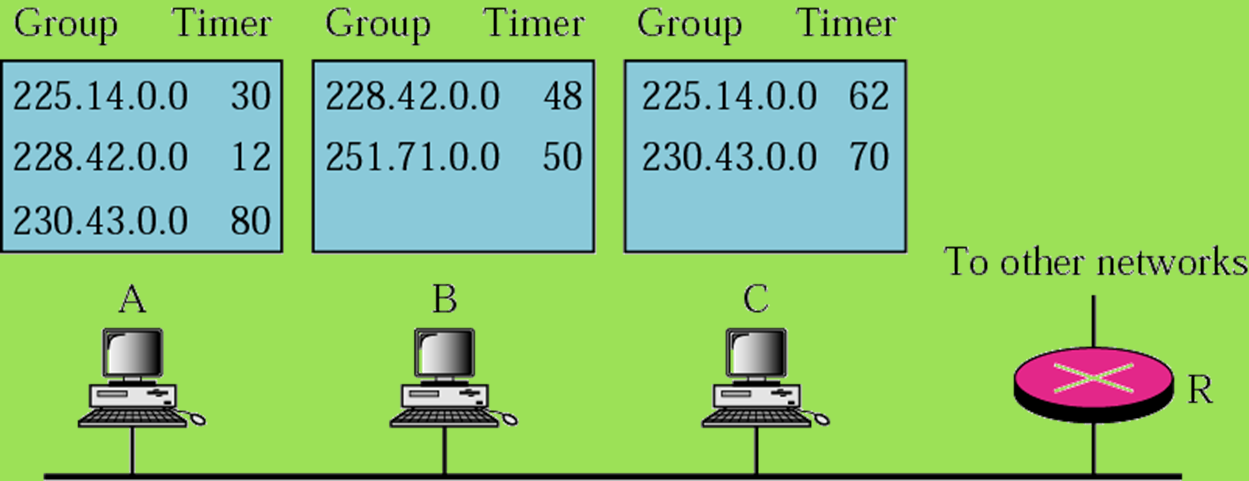 Group Timer Group Timer Group Timer
225.14.0.0 30 228.42.0.0 48 225.14.0.0 62
228.42.0.0 12 251.71.0.0 50 230.43.0.0 70
230.43.0.0 80
To other networks
A B C
R